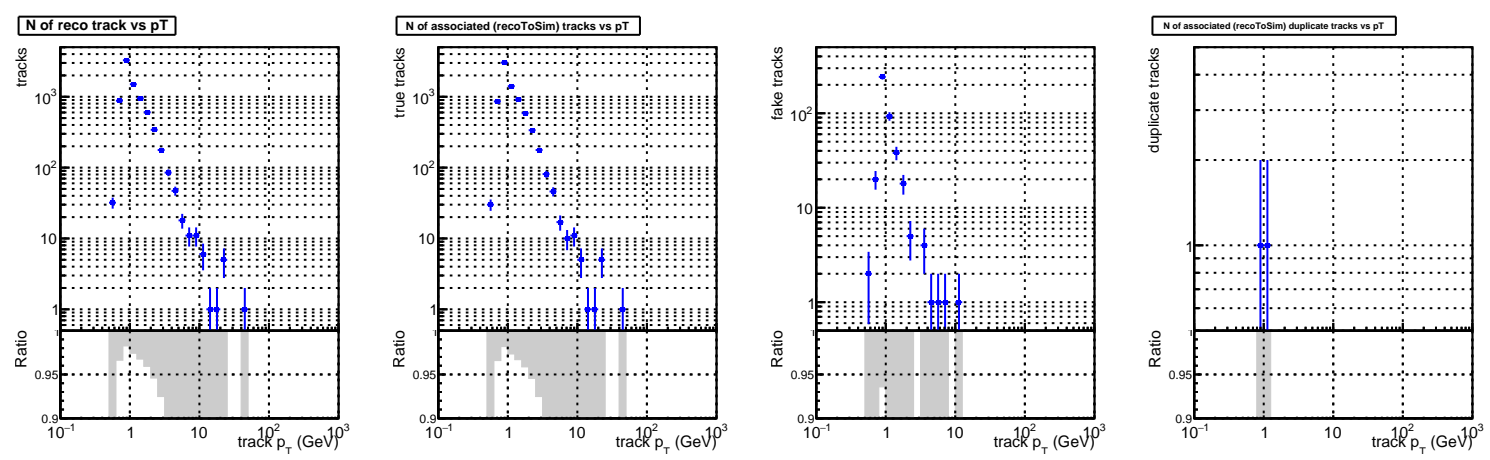 N of reco track vs pT
tracks
10³
10²
10
1
Ratio
1
0.95
0.9
10⁻¹ 1 10 10² 10³
track p_T (GeV)
N of associated (recoToSim) tracks vs pT
true tracks
10³
10²
10
1
Ratio
1
0.95
0.9
10⁻¹ 1 10 10² 10³
track p_T (GeV)
fake tracks
10²
10
1
Ratio
1
0.95
0.9
10⁻¹ 1 10 10² 10³
track p_T (GeV)
N of associated (recoToSim) duplicate tracks vs pT
duplicate tracks
1
Ratio
1
0.95
0.9
10⁻¹ 1 10 10² 10³
track p_T (GeV)